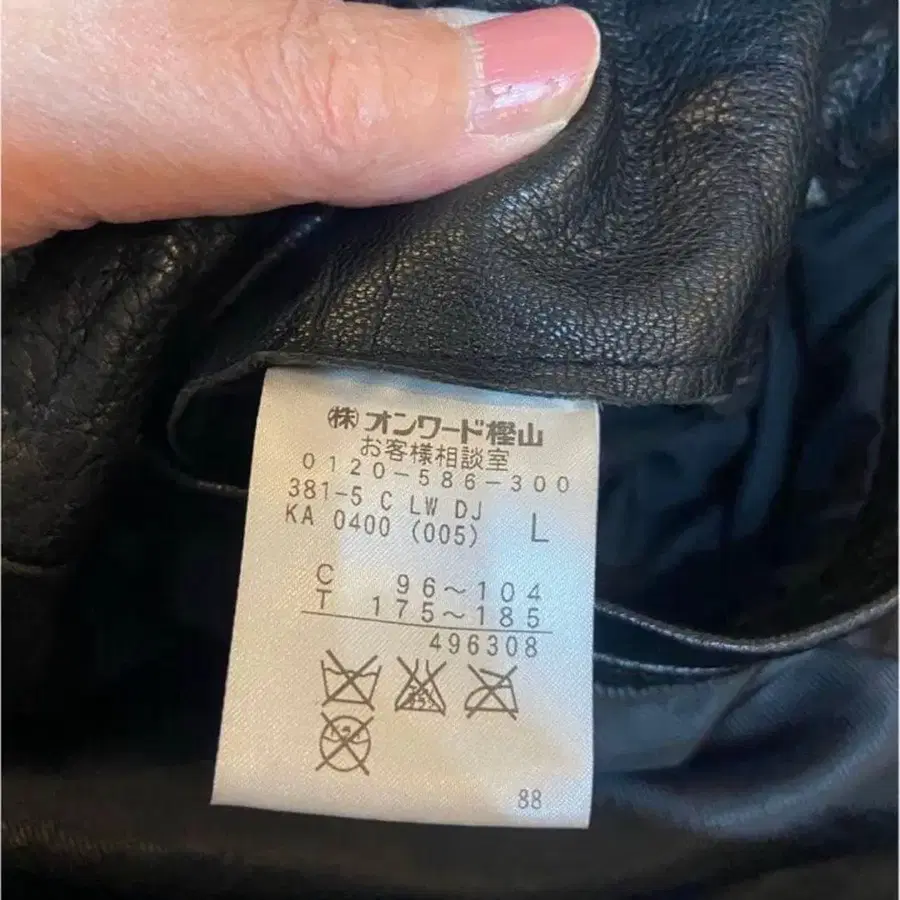 ㈱オンワード樫山
お客様相談室
0120-586-300
381-5 C LW DJ
KA 0400 (005) L
C 96～104
T 175～185
496308
88